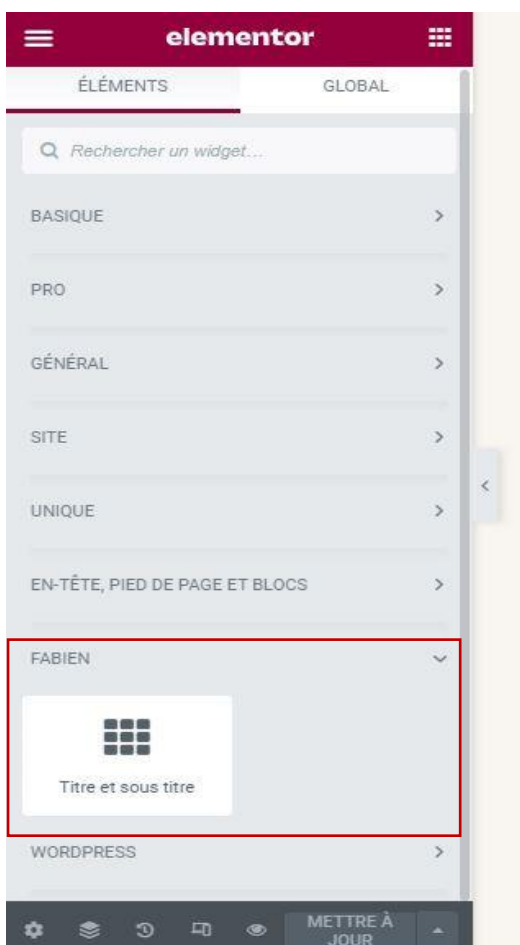 elementor
ÉLÉMENTS GLOBAL
Rechercher un widget...
BASIQUE
PRO
GÉNÉRAL
SITE
UNIQUE
EN-TÊTE, PIED DE PAGE ET BLOCS
FABIEN
Titre et sous titre
WORDPRESS
METTRE À
JOUR